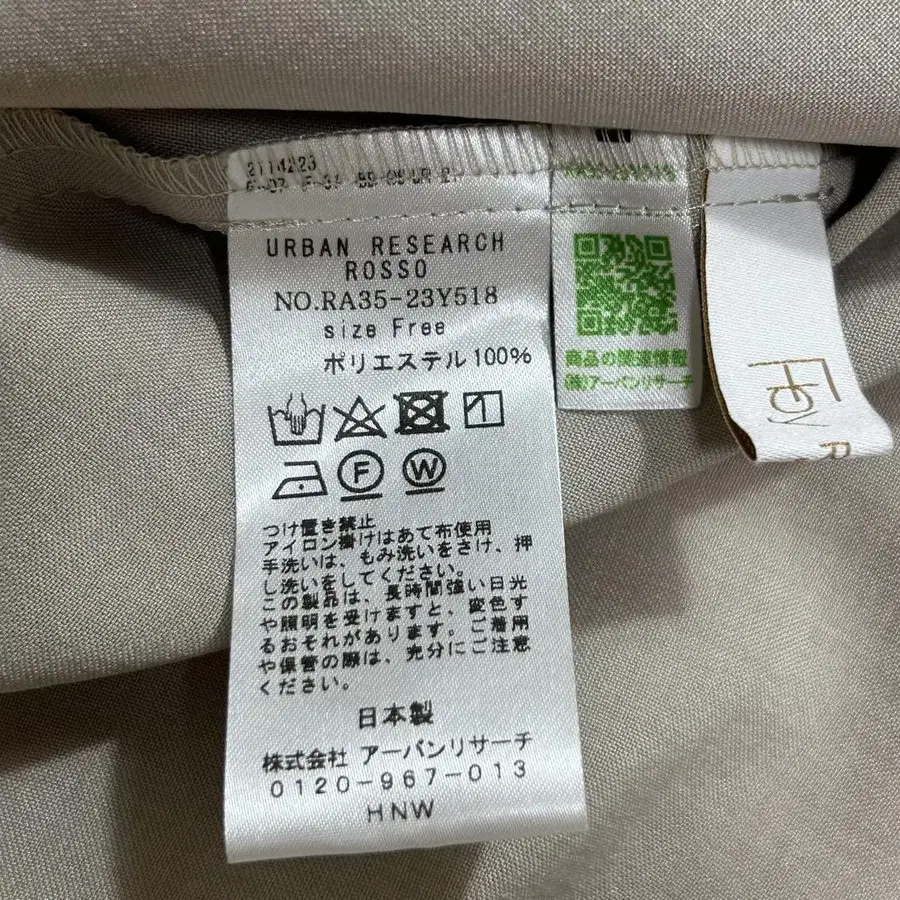 2114223
URBAN RESEARCH
ROSSO
NO.RA35-23Y518
size Free
ポリエステル 100%
F W
つけ置き禁止
アイロン掛けはあて布使用
手洗いは、もみ洗いをさけ、押
し洗いをしてください。
この製品は、長時間強い日光
や照明を受けますと、変色す
るおそれがあります。ご着用
や保管の際は、充分にご注意
ください。
日本製
株式会社 アーバンリサーチ
0120-967-013
HNW
RA35-23Y518
商品の関連情報
(株)アーバンリサーチ